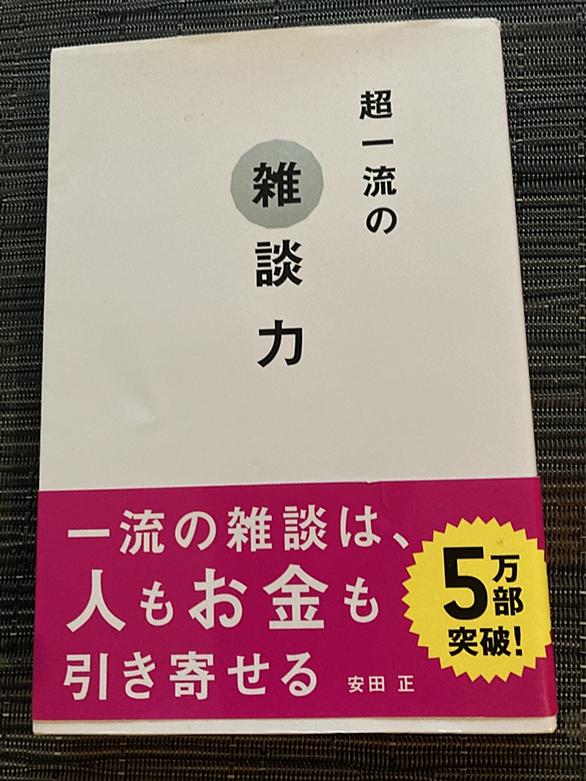 超一流の
雑談力
一流の雑談は、
人もお金も
引き寄せる
安田 正
5万部
突破!